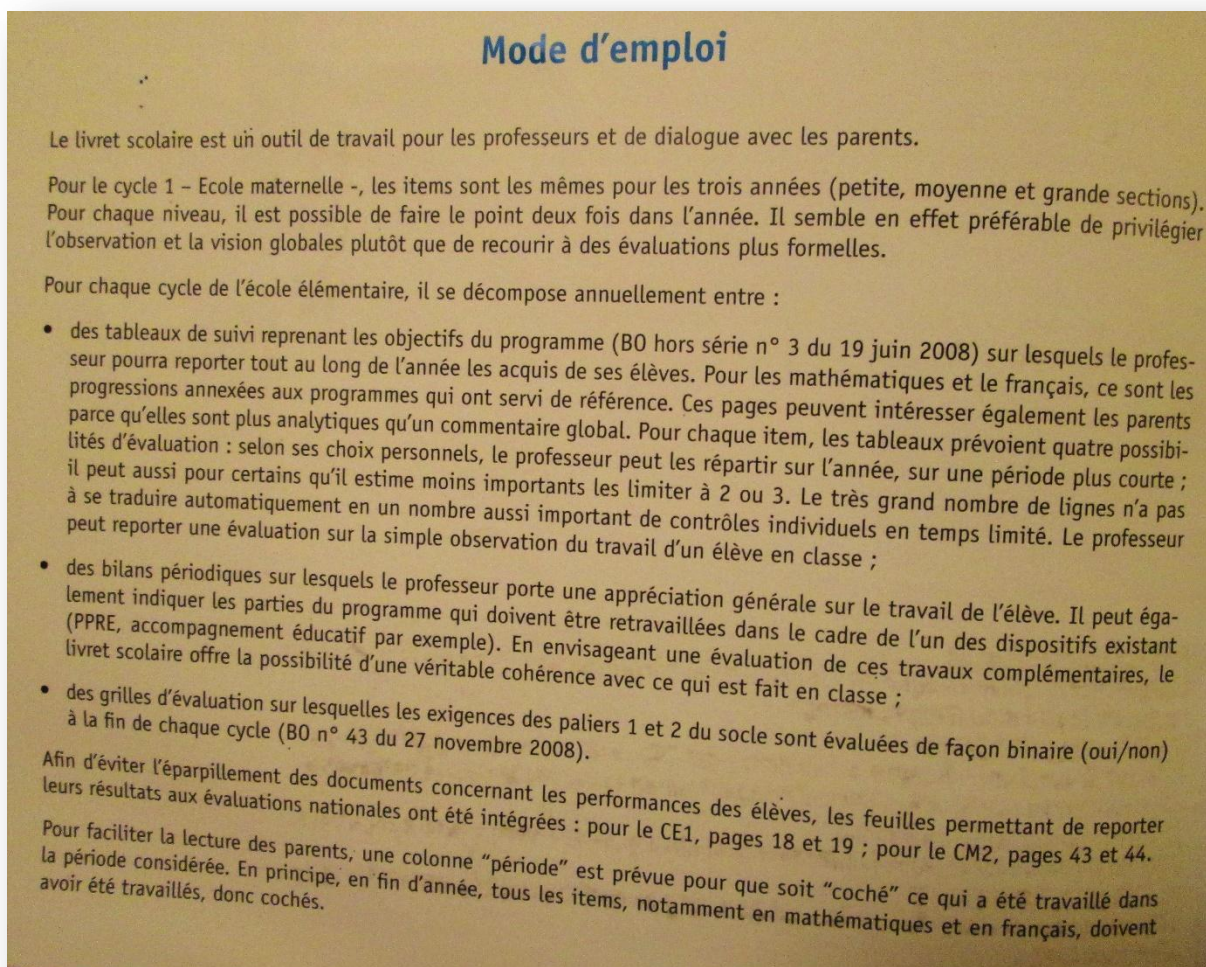 Mode d'emploi
Le livret scolaire est un outil de travail pour les professeurs et de dialogue avec les parents.
Pour le cycle 1 – Ecole maternelle -, les items sont les mêmes pour les trois années (petite, moyenne et grande sections).
Pour chaque niveau, il est possible de faire le point deux fois dans l'année. Il semble en effet préférable de privilégier
l'observation et la vision globales plutôt que de recourir à des évaluations plus formelles.
Pour chaque cycle de l'école élémentaire, il se décompose annuellement entre :
• des tableaux de suivi reprenant les objectifs du programme (BO hors série n° 3 du 19 juin 2008) sur lesquels le profes-
seur pourra reporter tout au long de l'année les acquis de ses élèves. Pour les mathématiques et le français, ce sont les
progressions annexées aux programmes qui ont servi de référence. Ces pages peuvent intéresser également les parents
parce qu'elles sont plus analytiques qu'un commentaire global. Pour chaque item, les tableaux prévoient quatre possibi-
lités d'évaluation : selon ses choix personnels, le professeur peut les répartir sur l'année, sur une période plus courte ;
il peut aussi pour certains qu'il estime moins importants les limiter à 2 ou 3. Le très grand nombre de lignes n'a pas
à se traduire automatiquement en un nombre aussi important de contrôles individuels en temps limité. Le professeur
peut reporter une évaluation sur la simple observation du travail d'un élève en classe ;
• des bilans périodiques sur lesquels le professeur porte une appréciation générale sur le travail de l'élève. Il peut éga-
lement indiquer les parties du programme qui doivent être retravaillées dans le cadre de l'un des dispositifs existant
(PPRE, accompagnement éducatif par exemple). En envisageant une évaluation de ces travaux complémentaires, le
livret scolaire offre la possibilité d'une véritable cohérence avec ce qui est fait en classe ;
• des grilles d'évaluation sur lesquelles les exigences des paliers 1 et 2 du socle sont évaluées de façon binaire (oui/non)
à la fin de chaque cycle (BO n° 43 du 27 novembre 2008).
Afin d'éviter l'éparpillement des documents concernant les performances des élèves, les feuilles permettant de reporter
leurs résultats aux évaluations nationales ont été intégrées : pour le CE1, pages 18 et 19 ; pour le CM2, pages 43 et 44.
Pour faciliter la lecture des parents, une colonne "période" est prévue pour que soit "coché" ce qui a été travaillé dans
la période considérée. En principe, en fin d'année, tous les items, notamment en mathématiques et en français, doivent
avoir été travaillés, donc cochés.